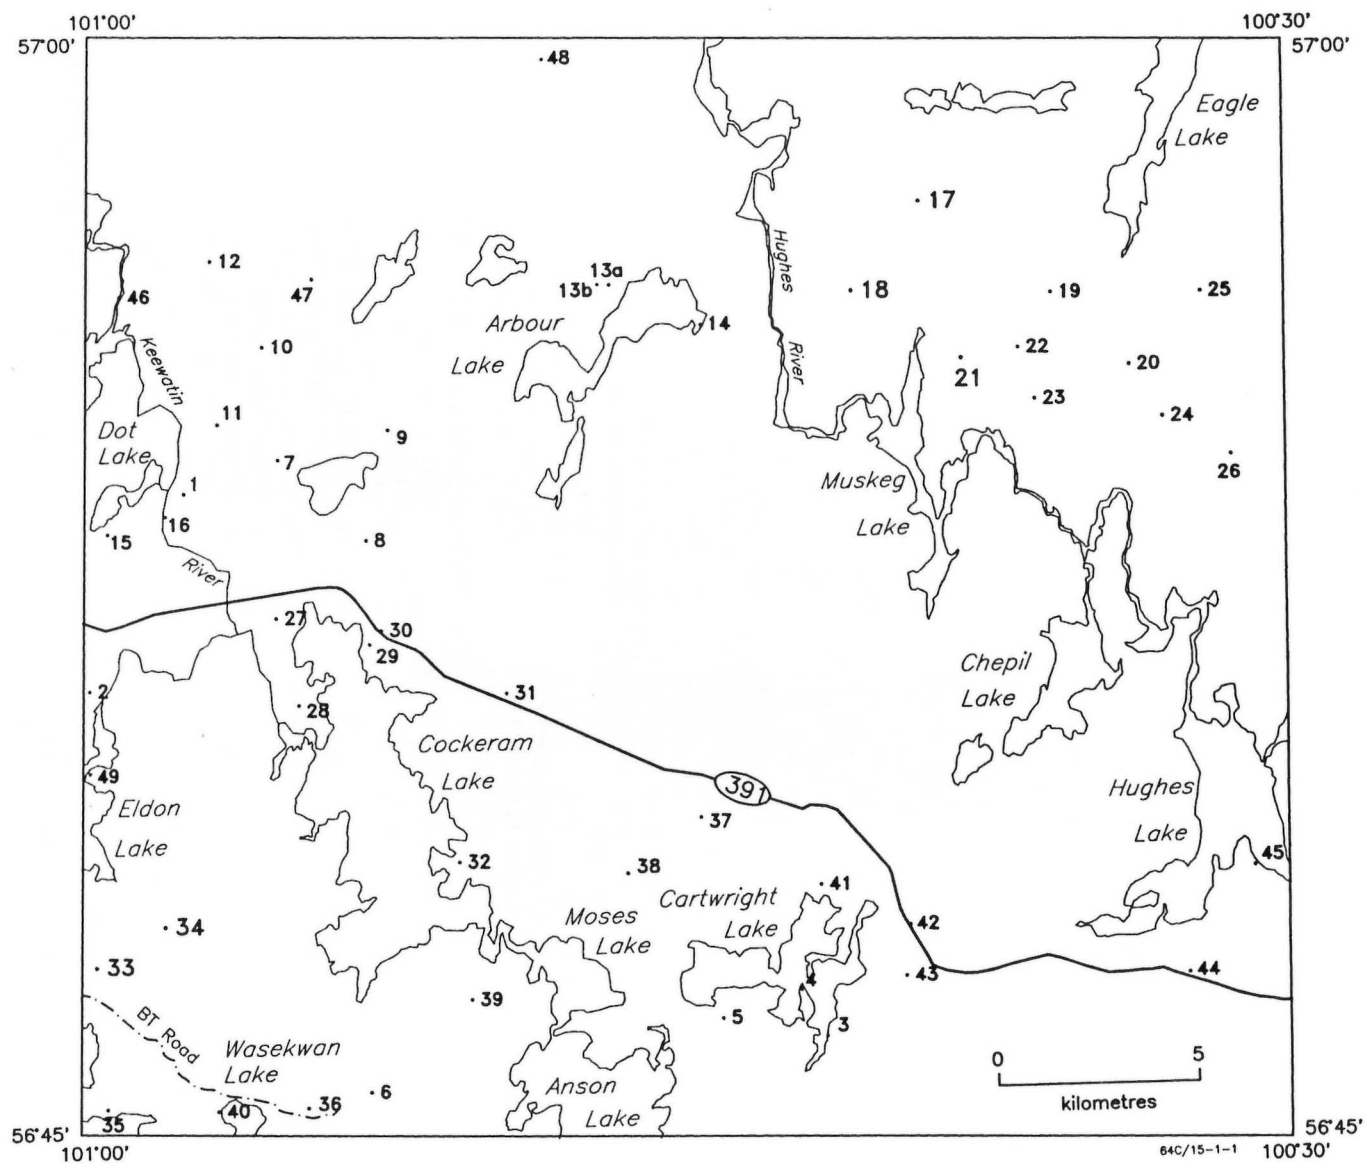 101°00'
100°30'
57°00'
57°00'
48
Eagle
Lake
17
Hughes
River
12
47
46
13a
13b
18
19
25
Arbour
Lake
14
Keewatin
River
10
22
20
21
23
24
11
Dot
Lake
9
7
26
Muskeg
Lake
1
16
15
8
27
30
29
Chepil
Lake
2
31
28
Cockeram
Lake
49
391
Hughes
Lake
Eldon
Lake
37
32
38
45
41
Cartwright
Lake
Moses
Lake
34
42
33
43
44
4
39
5
3
BT Road
Wasekwan
Lake
0 5
kilometres
6
Anson
Lake
36
40
35
56°45'
56°45'
101°00'
64C/15-1-1
100°30'